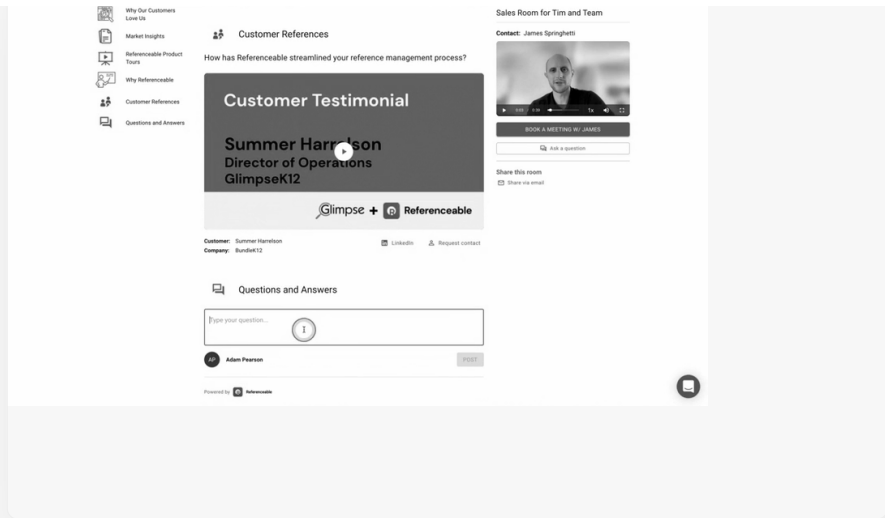 Why Our Customers
Love Us
Market Insights
Referenceable Product
Tours
Why Referenceable
Customer References
Questions and Answers
Customer References
How has Referenceable streamlined your reference management process?
Customer Testimonial
Summer Harrelson
Director of Operations
GlimpseK12
Glimpse + Referenceable
Customer: Summer Harrelson
Company: BundleK12
LinkedIn
Request contact
Questions and Answers
Type your question...
AP
Adam Pearson
POST
Powered by Referenceable
Sales Room for Tim and Team
Contact: James Springhetti
1x
BOOK A MEETING W/ JAMES
Ask a question
Share this room
Share via email